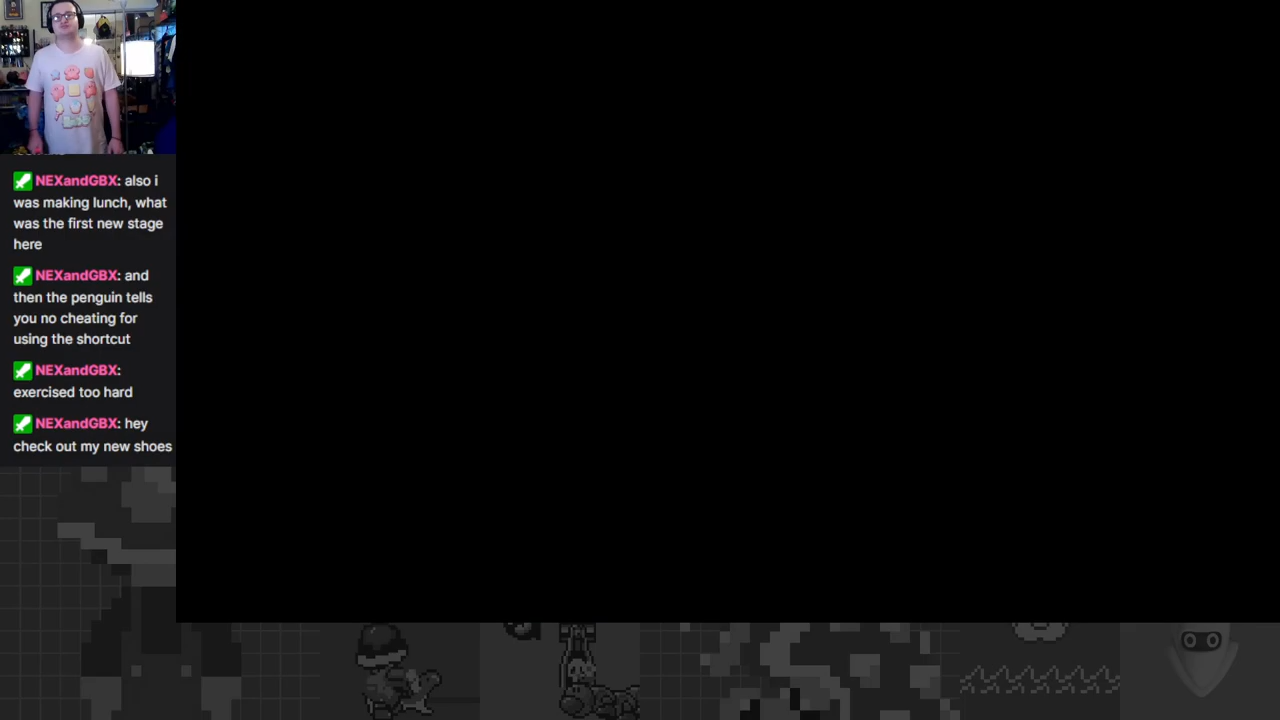 NEXandGBX: also i
was making lunch, what
was the first new stage
here
NEXandGBX: and
then the penguin tells
you no cheating for
using the shortcut
NEXandGBX:
exercised too hard
NEXandGBX: hey
check out my new shoes